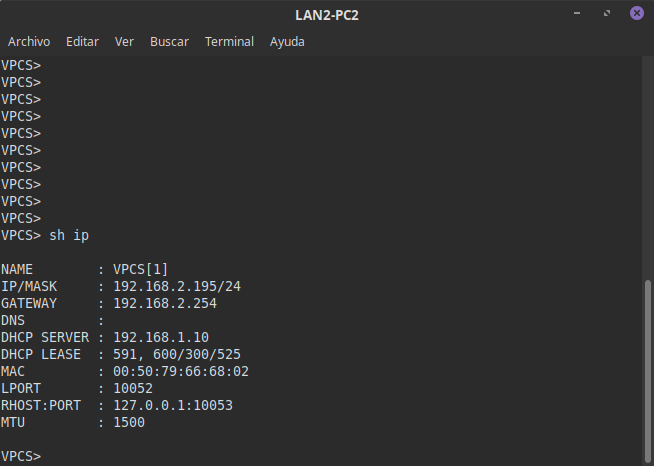 LAN2-PC2
Archivo Editar Ver Buscar Terminal Ayuda
VPCS>
VPCS>
VPCS>
VPCS>
VPCS>
VPCS>
VPCS>
VPCS>
VPCS>
VPCS>
VPCS> sh ip
NAME        : VPCS[1]
IP/MASK     : 192.168.2.195/24
GATEWAY     : 192.168.2.254
DNS         :
DHCP SERVER : 192.168.1.10
DHCP LEASE  : 591, 600/300/525
MAC         : 00:50:79:66:68:02
LPORT       : 10052
RHOST:PORT  : 127.0.0.1:10053
MTU         : 1500
VPCS>